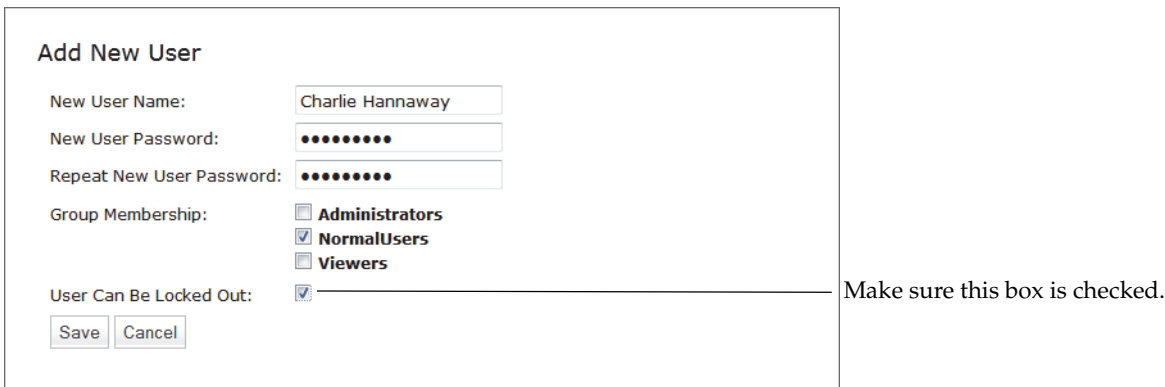 Add New User
New User Name: Charlie Hannaway
New User Password: •••••••••
Repeat New User Password: •••••••••
Group Membership: Administrators
NormalUsers
Viewers
User Can Be Locked Out: Make sure this box is checked.
Save Cancel